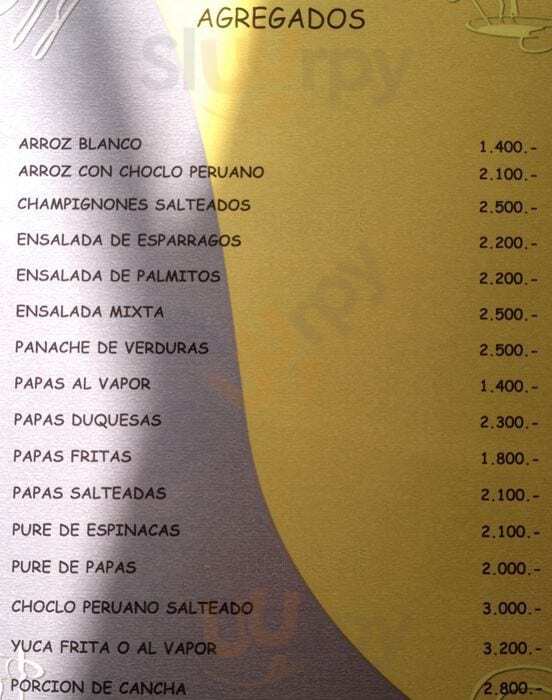 AGREGADOS
Sluurpy
ARROZ BLANCO 1.400.-
ARROZ CON CHOCLO PERUANO 2.100.-
CHAMPIGNONES SALTEADOS 2.500.-
ENSALADA DE ESPARRAGOS 2.200.-
ENSALADA DE PALMITOS 2.200.-
ENSALADA MIXTA 2.500.-
PANACHE DE VERDURAS 2.500.-
PAPAS AL VAPOR 1.400.-
PAPAS DUQUESAS 2.300.-
PAPAS FRITAS 1.800.-
PAPAS SALTEADAS 2.100.-
PURE DE ESPINACAS 2.100.-
PURE DE PAPAS 2.000.-
CHOCLO PERUANO SALTEADO 3.000.-
YUCA FRITA O AL VAPOR 3.200.-
PORCION DE CANCHA 2.800.-